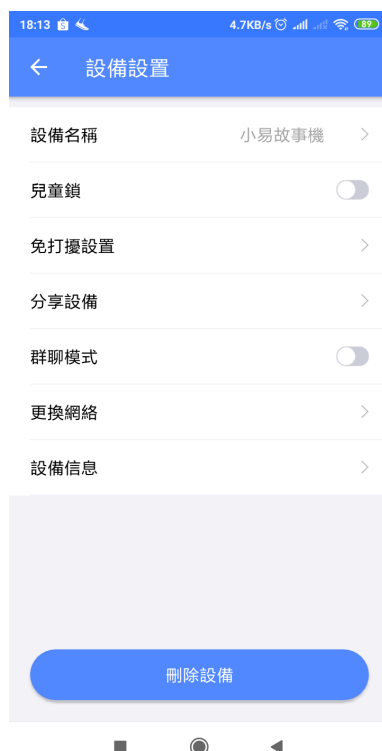 18:13 4.7KB/s 89
設備設置
設備名稱 小易故事機
兒童鎖
免打擾設置
分享設備
群聊模式
更換網絡
設備信息
刪除設備